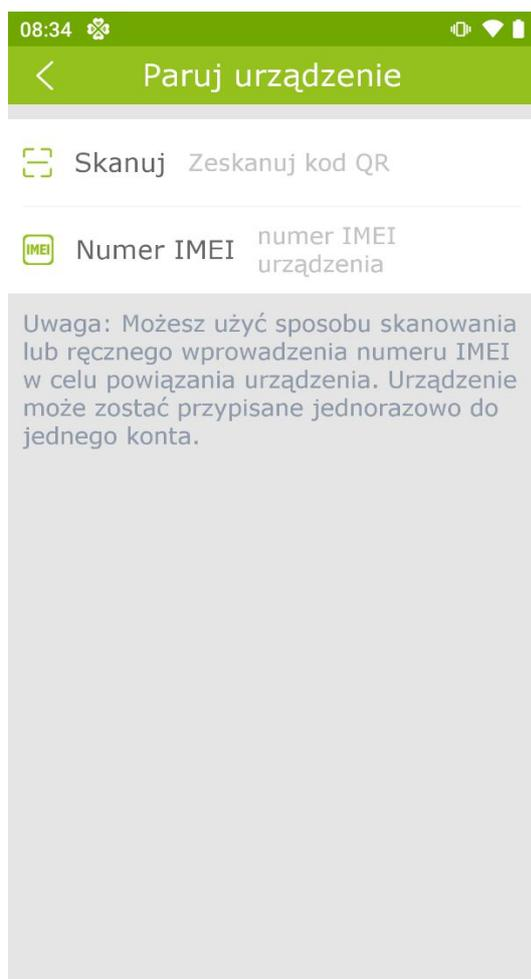 08:34
Paruj urządzenie
Skanuj Zeskanuj kod QR
IMEI Numer IMEI numer IMEI
urządzenia
Uwaga: Możesz użyć sposobu skanowania
lub ręcznego wprowadzenia numeru IMEI
w celu powiązania urządzenia. Urządzenie
może zostać przypisane jednorazowo do
jednego konta.